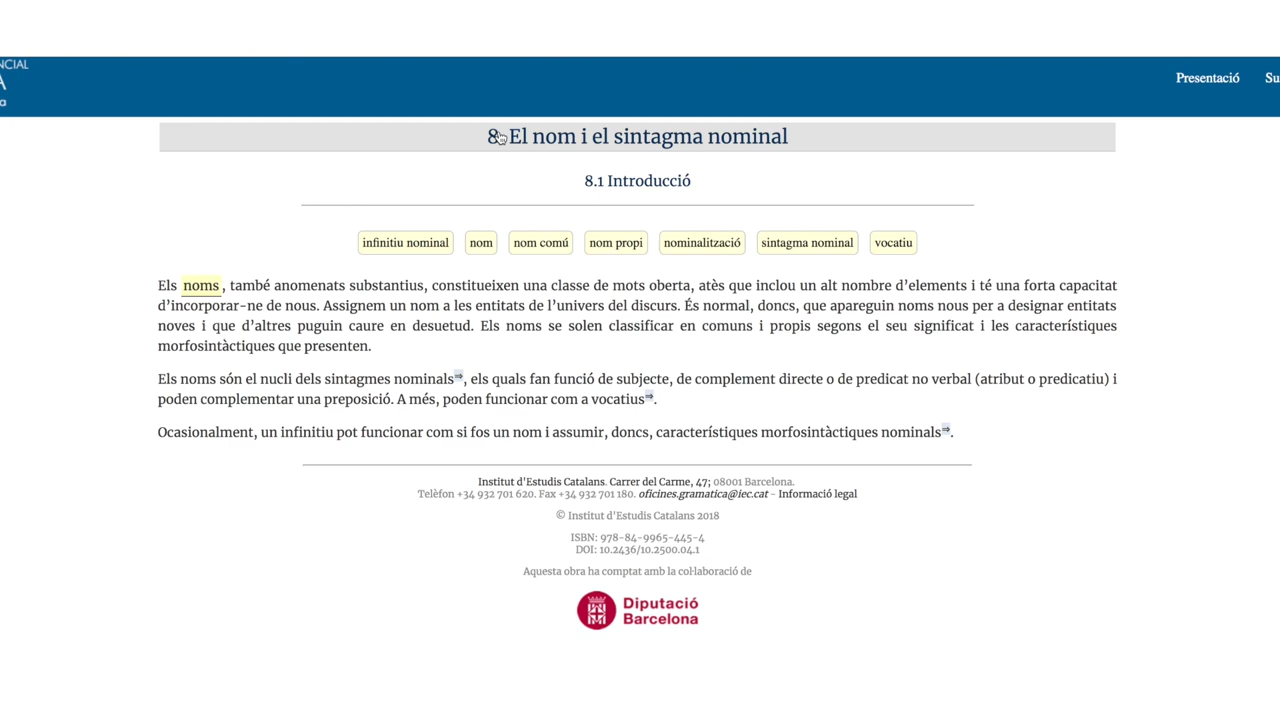 NCIAL
A
a
Presentació
Su
8. El nom i el sintagma nominal
8.1 Introducció
infinitiu nominal nom nom comú nom propi nominalització sintagma nominal vocatiu
Els noms, també anomenats substantius, constitueixen una classe de mots oberta, atès que inclou un alt nombre d’elements i té una forta capacitat
d’incorporar-ne de nous. Assignem un nom a les entitats de l’univers del discurs. És normal, doncs, que apareguin noms nous per a designar entitats
noves i que d’altres puguin caure en desuetud. Els noms se solen classificar en comuns i propis segons el seu significat i les característiques
morfosintàctiques que presenten.
Els noms són el nucli dels sintagmes nominals⇒, els quals fan funció de subjecte, de complement directe o de predicat no verbal (atribut o predicatiu) i
poden complementar una preposició. A més, poden funcionar com a vocatius⇒.
Ocasionalment, un infinitiu pot funcionar com si fos un nom i assumir, doncs, característiques morfosintàctiques nominals⇒.
Institut d'Estudis Catalans. Carrer del Carme, 47; 08001 Barcelona.
Telèfon +34 932 701 620. Fax +34 932 701 180. oficines.gramatica@iec.cat - Informació legal
© Institut d'Estudis Catalans 2018
ISBN: 978-84-9965-445-4
DOI: 10.2436/10.2500.04.1
Aquesta obra ha comptat amb la col·laboració de
Diputació
Barcelona